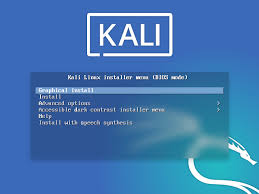 KALI
Kali Linux installer menu (BIOS mode)
Graphical install
Install
Advanced options >
Accessible dark contrast installer menu >
Help
Install with speech synthesis